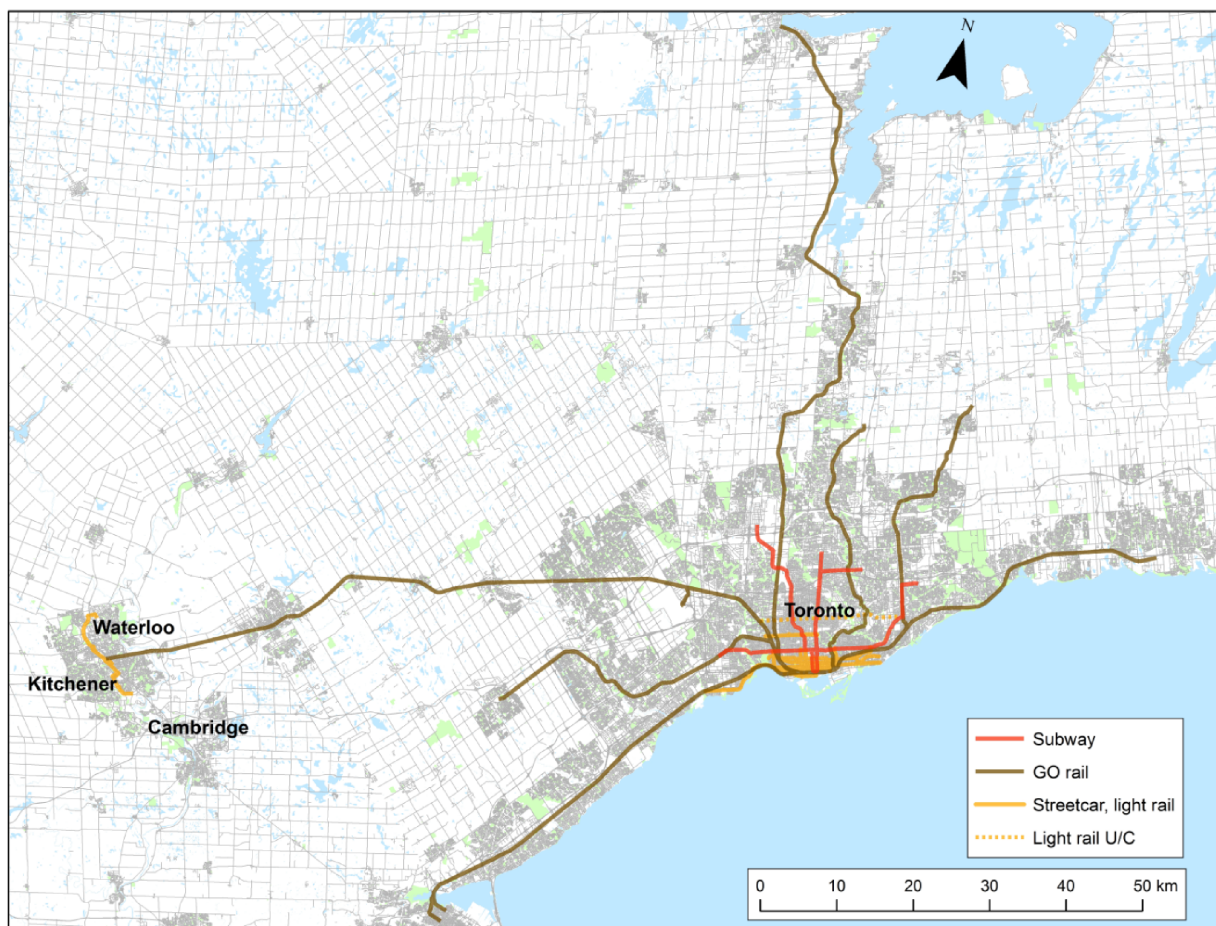 N
Toronto
Waterloo
Kitchener
Cambridge
Subway
GO rail
Streetcar, light rail
Light rail U/C
0 10 20 30 40 50 km